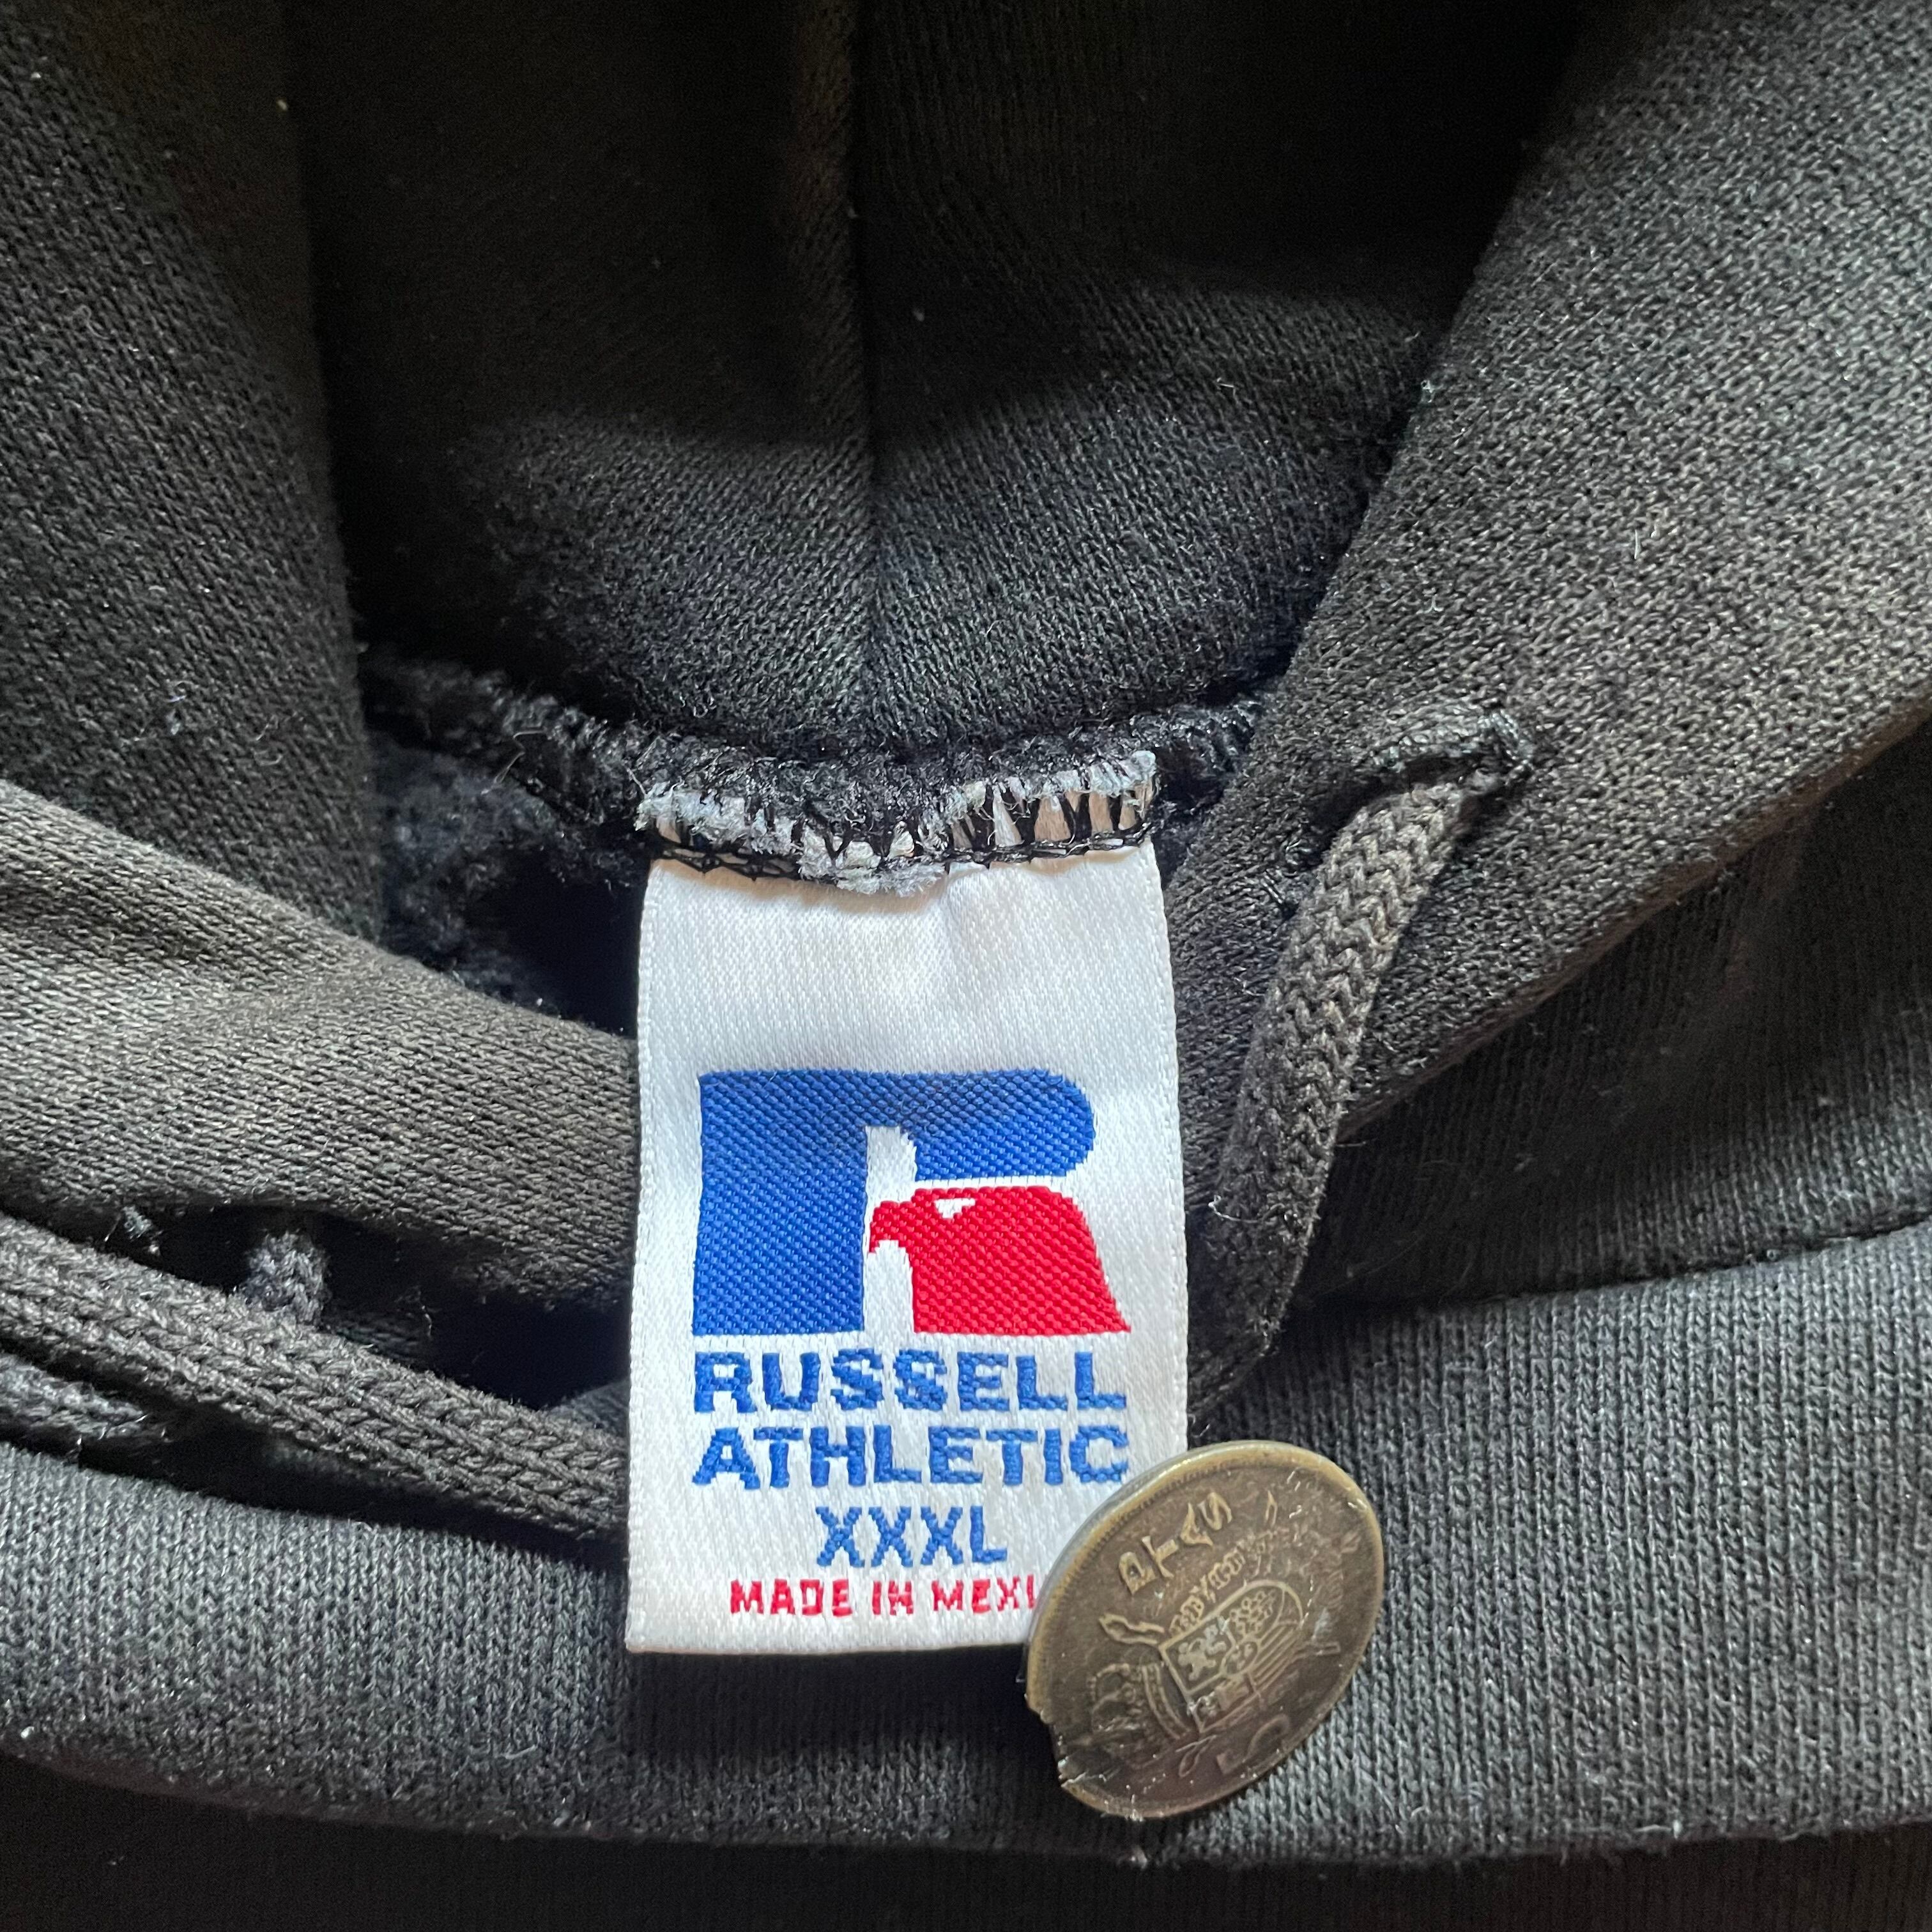 RUSSELL
ATHLETIC
XXXL
MADE IN MEXI